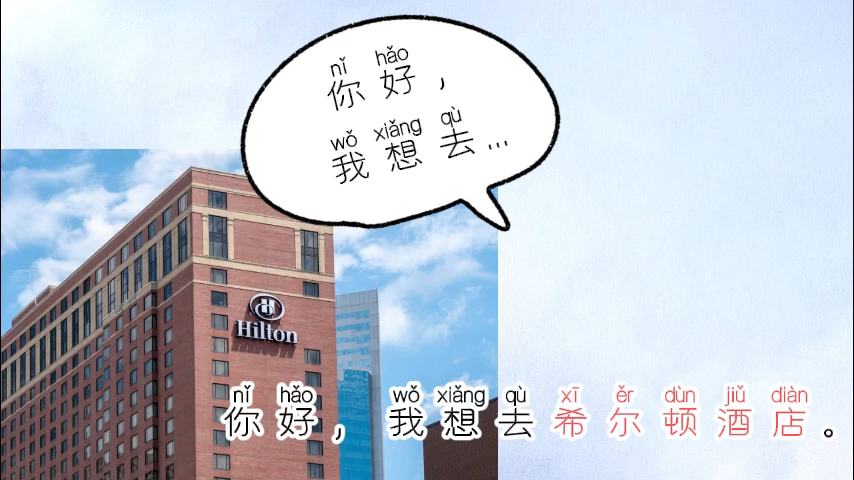 nǐ hǎo
你好，
wǒ xiǎng qù
我想去...
Hilton
nǐ hǎo wǒ xiǎng qù xī ěr dùn jiǔ diàn
你好，我想去希尔顿酒店。